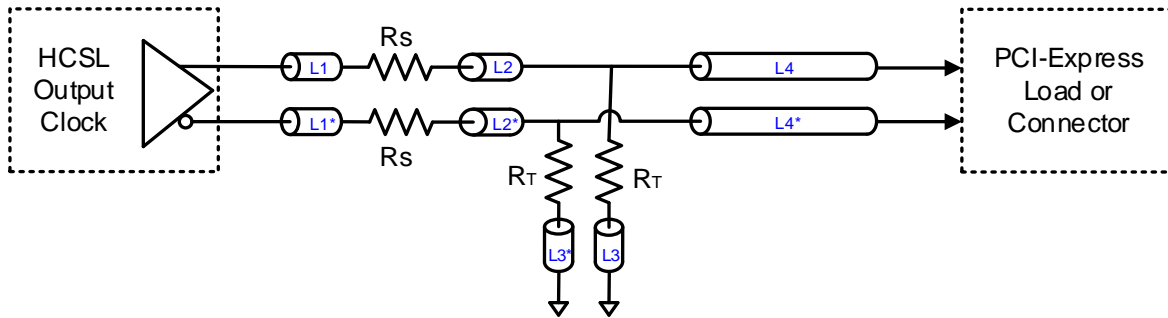 HCSL
Output
Clock
L1
Rs
L2
L4
L1*
Rs
L2*
L4*
RT
RT
L3*
L3
PCI-Express
Load or
Connector